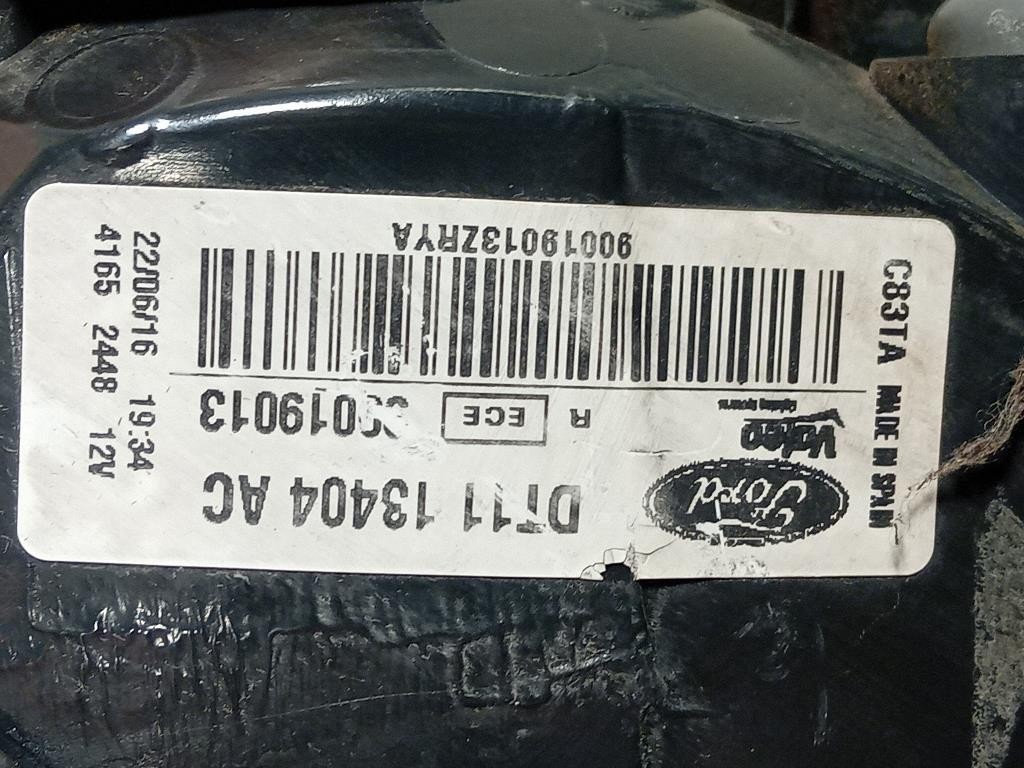 Ford
DT11 13404 AC
Valeo
R
ECE
90019013
90019013ZRYA
C83TA MADE IN SPAIN
22/06/16 19:34
4165 2448 12V